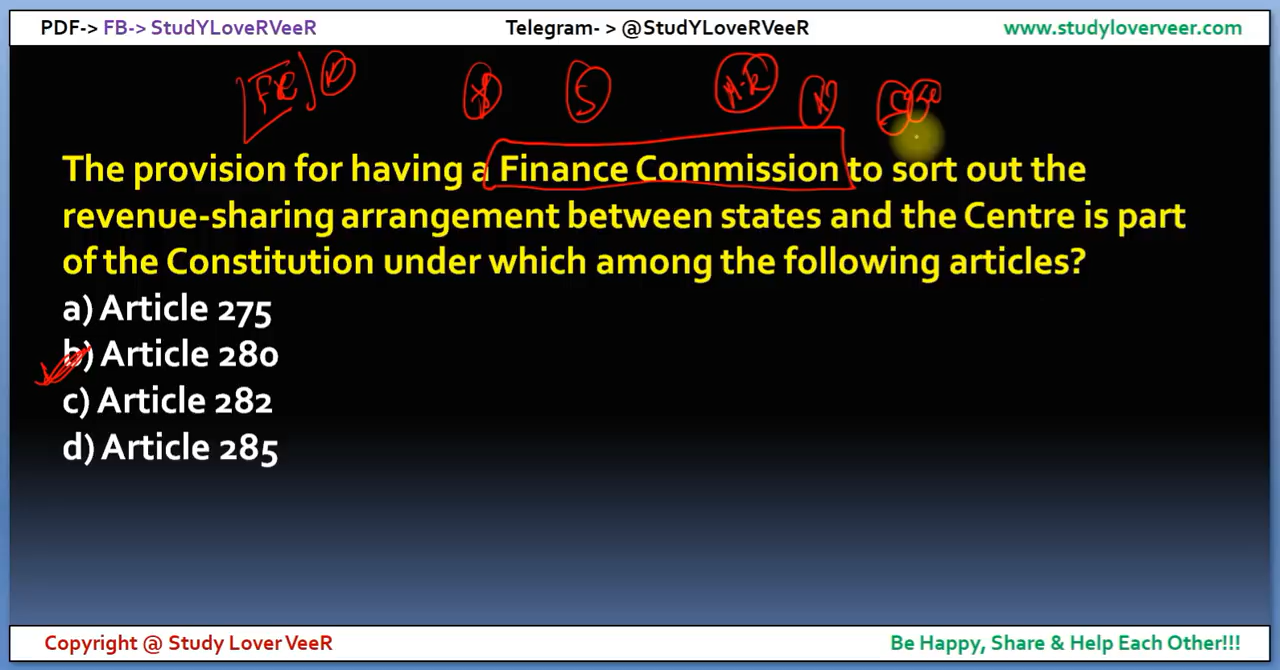 PDF-> FB-> StudYLoveRVeeR Telegram- > @StudYLoveRVeeR www.studyloverveer.com
The provision for having a Finance Commission to sort out the
revenue-sharing arrangement between states and the Centre is part
of the Constitution under which among the following articles?
a) Article 275
b) Article 280
c) Article 282
d) Article 285
Copyright @ Study Lover VeeR Be Happy, Share & Help Each Other!!!